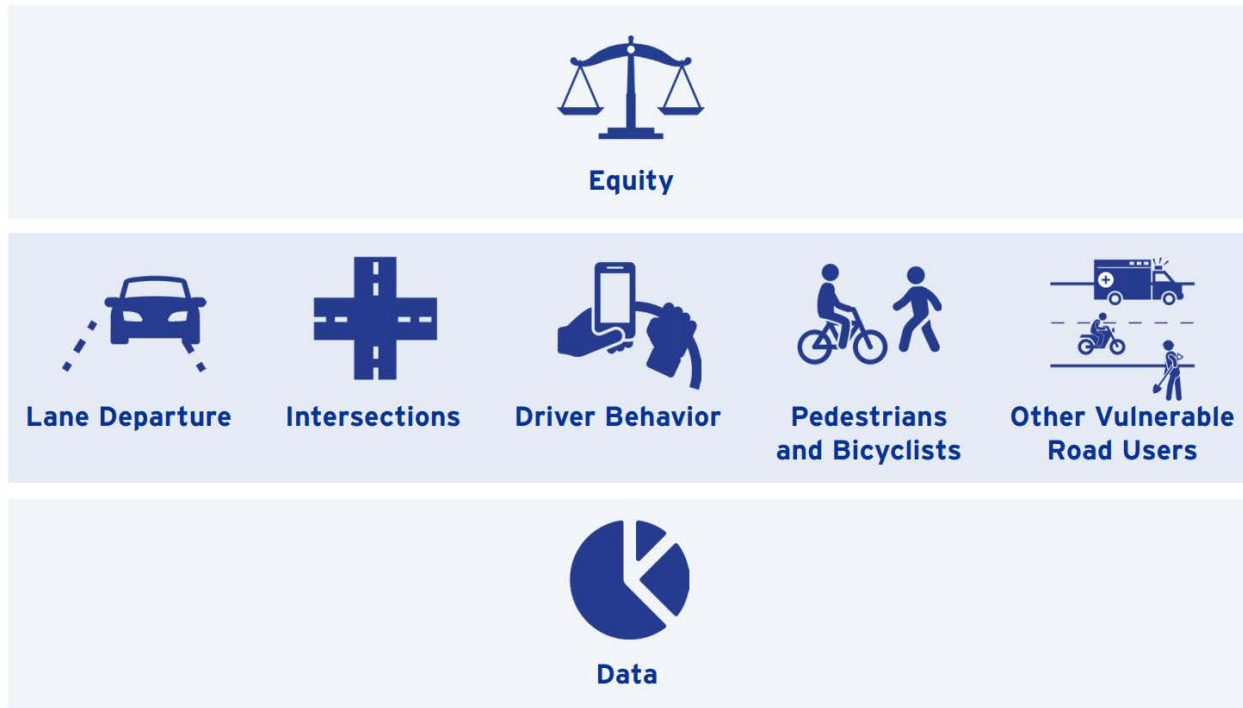 Equity
Lane Departure
Intersections
Driver Behavior
Pedestrians
and Bicyclists
Other Vulnerable
Road Users
Data